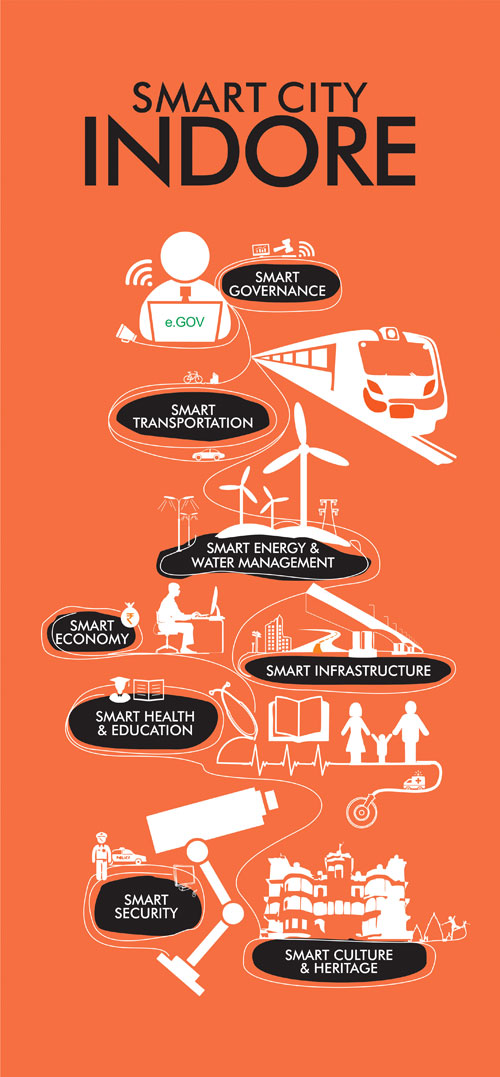 SMART CITY
INDORE
SMART
GOVERNANCE
e.GOV
SMART
TRANSPORTATION
SMART ENERGY &
WATER MANAGEMENT
SMART
ECONOMY
₹
SMART INFRASTRUCTURE
SMART HEALTH
& EDUCATION
POLICE
SMART
SECURITY
SMART CULTURE
& HERITAGE